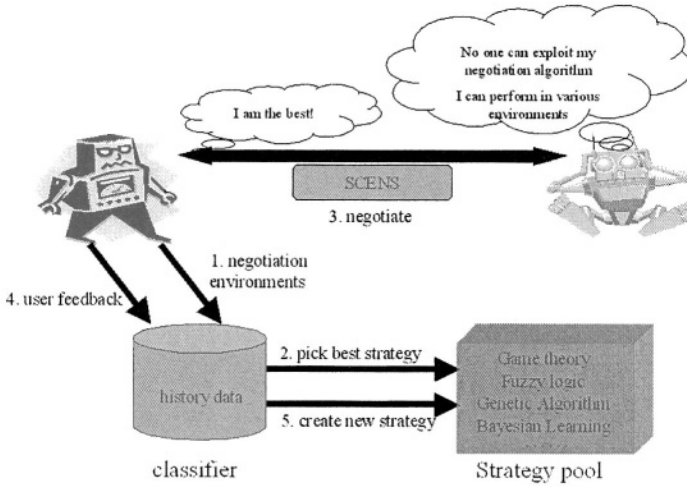 No one can exploit my
negotiation algorithm
I can perform in various
environments
I am the best!
SCENS
3. negotiate
1. negotiation
environments
4. user feedback
2. pick best strategy
Game theory
Fuzzy logic
Genetic Algorithm
Bayesian Learning
history data
5. create new strategy
classifier
Strategy pool